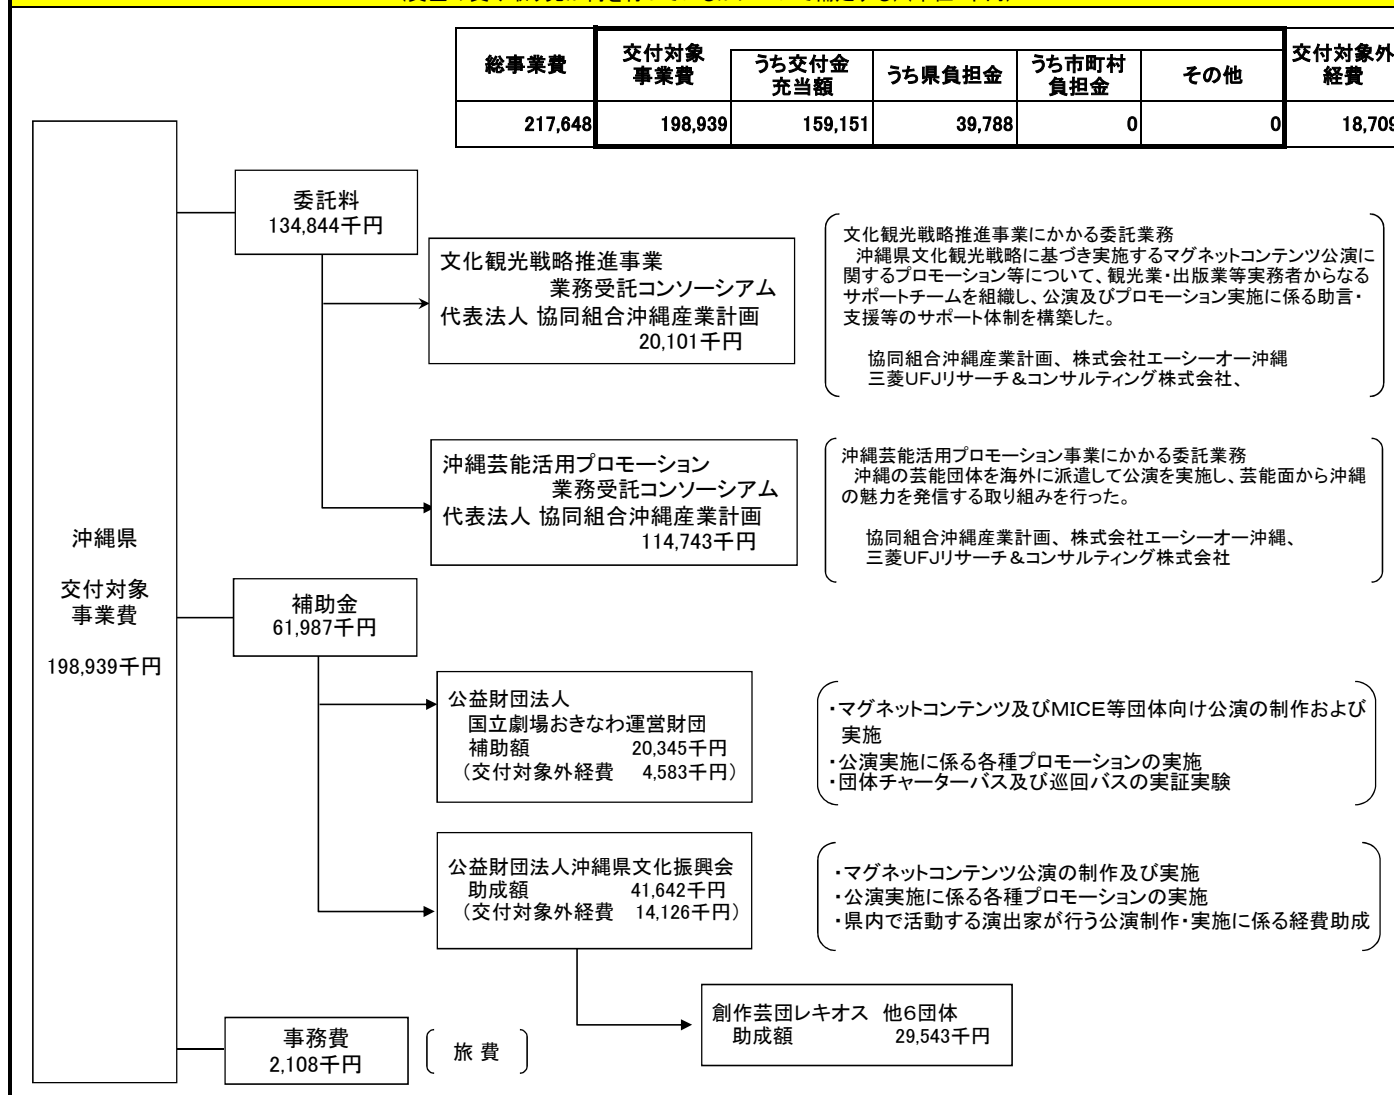 総事業費
交付対象
事業費
うち交付金
充当額
うち県負担金
うち市町村
負担金
その他
交付対象外
経費
217,648
198,939
159,151
39,788
0
0
18,709
沖縄県
交付対象
事業費
198,939千円
委託料
134,844千円
文化観光戦略推進事業
業務受託コンソーシアム
代表法人 協同組合沖縄産業計画
20,101千円
文化観光戦略推進事業にかかる委託業務
沖縄県文化観光戦略に基づき実施するマグネットコンテンツ公演に
関するプロモーション等について、観光業・出版業等実務者からなる
サポートチームを組織し、公演及びプロモーション実施に係る助言・
支援等のサポート体制を構築した。
協同組合沖縄産業計画、株式会社エーシーオー沖縄
三菱UFJリサーチ&コンサルティング株式会社、
沖縄芸能活用プロモーション
業務受託コンソーシアム
代表法人 協同組合沖縄産業計画
114,743千円
沖縄芸能活用プロモーション事業にかかる委託業務
沖縄の芸能団体を海外に派遣して公演を実施し、芸能面から沖縄
の魅力を発信する取り組みを行った。
協同組合沖縄産業計画、株式会社エーシーオー沖縄、
三菱UFJリサーチ&コンサルティング株式会社
補助金
61,987千円
公益財団法人
国立劇場おきなわ運営財団
補助額 20,345千円
(交付対象外経費 4,583千円)
・マグネットコンテンツ及びMICE等団体向け公演の制作および
実施
・公演実施に係る各種プロモーションの実施
・団体チャーターバス及び巡回バスの実証実験
公益財団法人沖縄県文化振興会
助成額 41,642千円
(交付対象外経費 14,126千円)
・マグネットコンテンツ公演の制作及び実施
・公演実施に係る各種プロモーションの実施
・県内で活動する演出家が行う公演制作・実施に係る経費助成
創作芸団レキオス 他6団体
助成額 29,543千円
事務費
2,108千円
旅 費